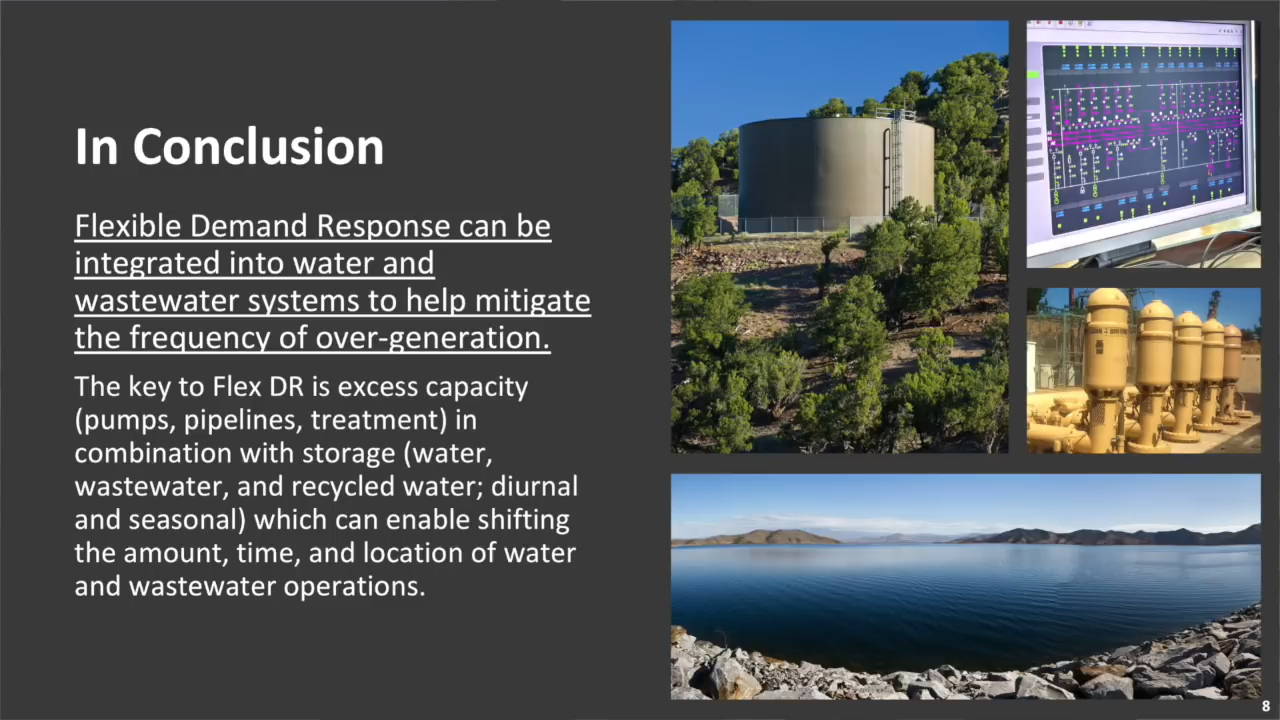 In Conclusion
Flexible Demand Response can be
integrated into water and
wastewater systems to help mitigate
the frequency of over-generation.
The key to Flex DR is excess capacity
(pumps, pipelines, treatment) in
combination with storage (water,
wastewater, and recycled water; diurnal
and seasonal) which can enable shifting
the amount, time, and location of water
and wastewater operations.
8